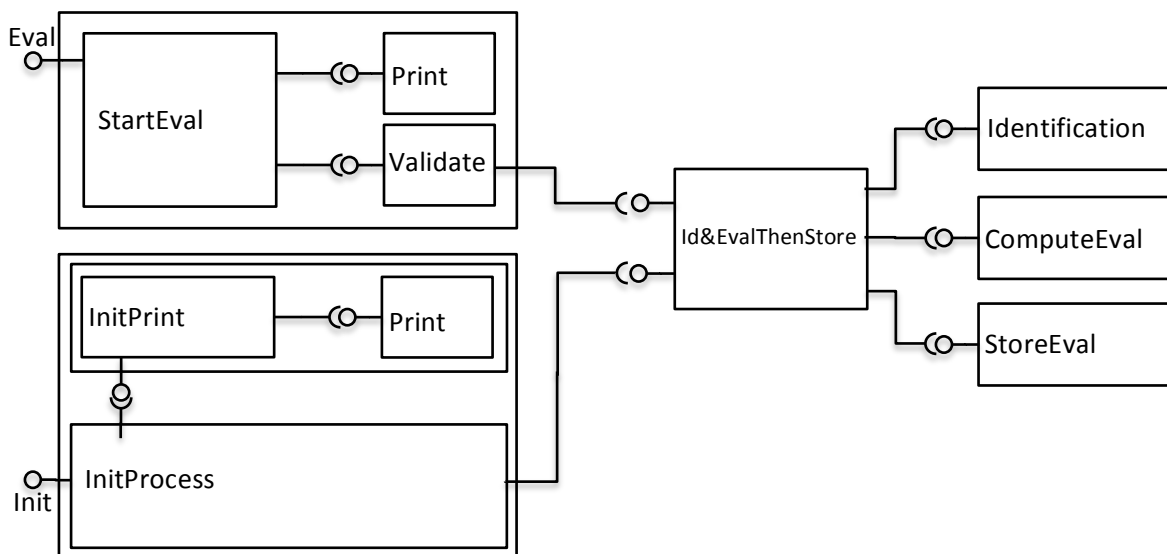 Eval
StartEval
Print
Validate
Identification
Id&EvalThenStore
ComputeEval
StoreEval
InitPrint
Print
InitProcess
Init